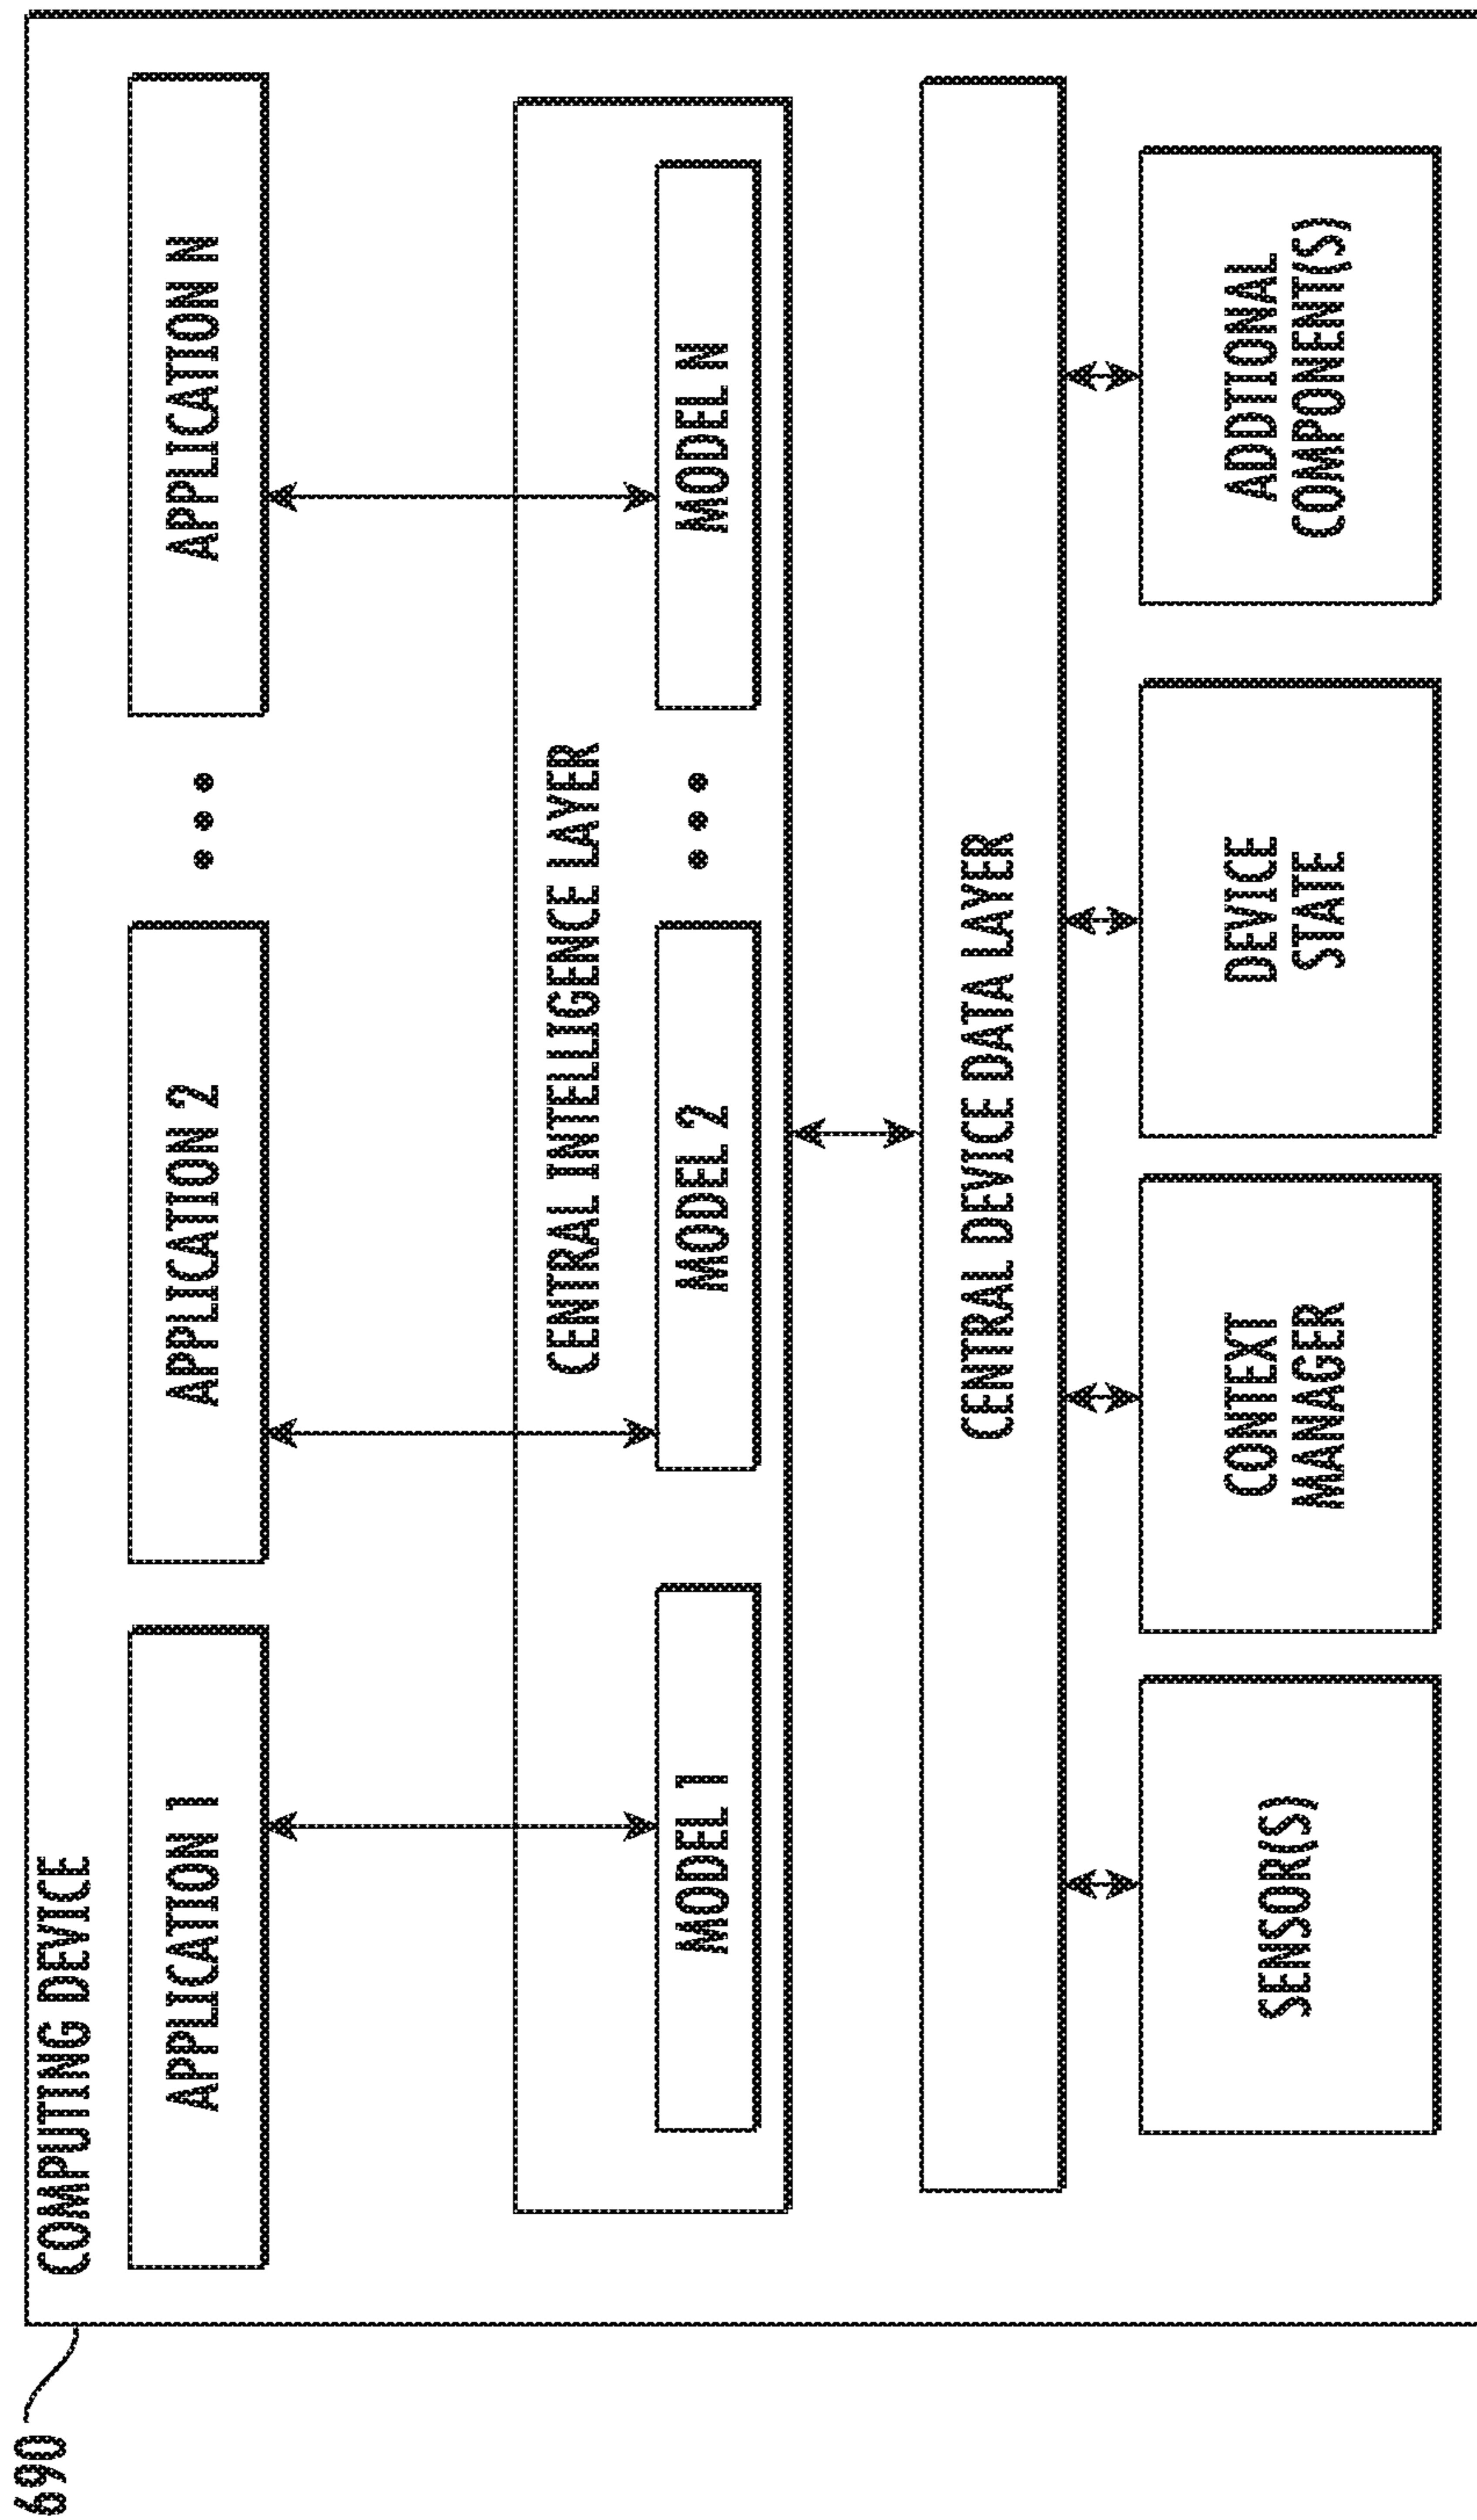 690
COMPUTING DEVICE
APPLICATION 1
APPLICATION 2
APPLICATION N
CENTRAL INTELLIGENCE LAYER
MODEL 1
MODEL 2
MODEL N
CENTRAL DEVICE DATA LAYER
SENSOR(S)
CONTEXT
MANAGER
DEVICE
STATE
ADDTIONAL
COMPONENT(S)